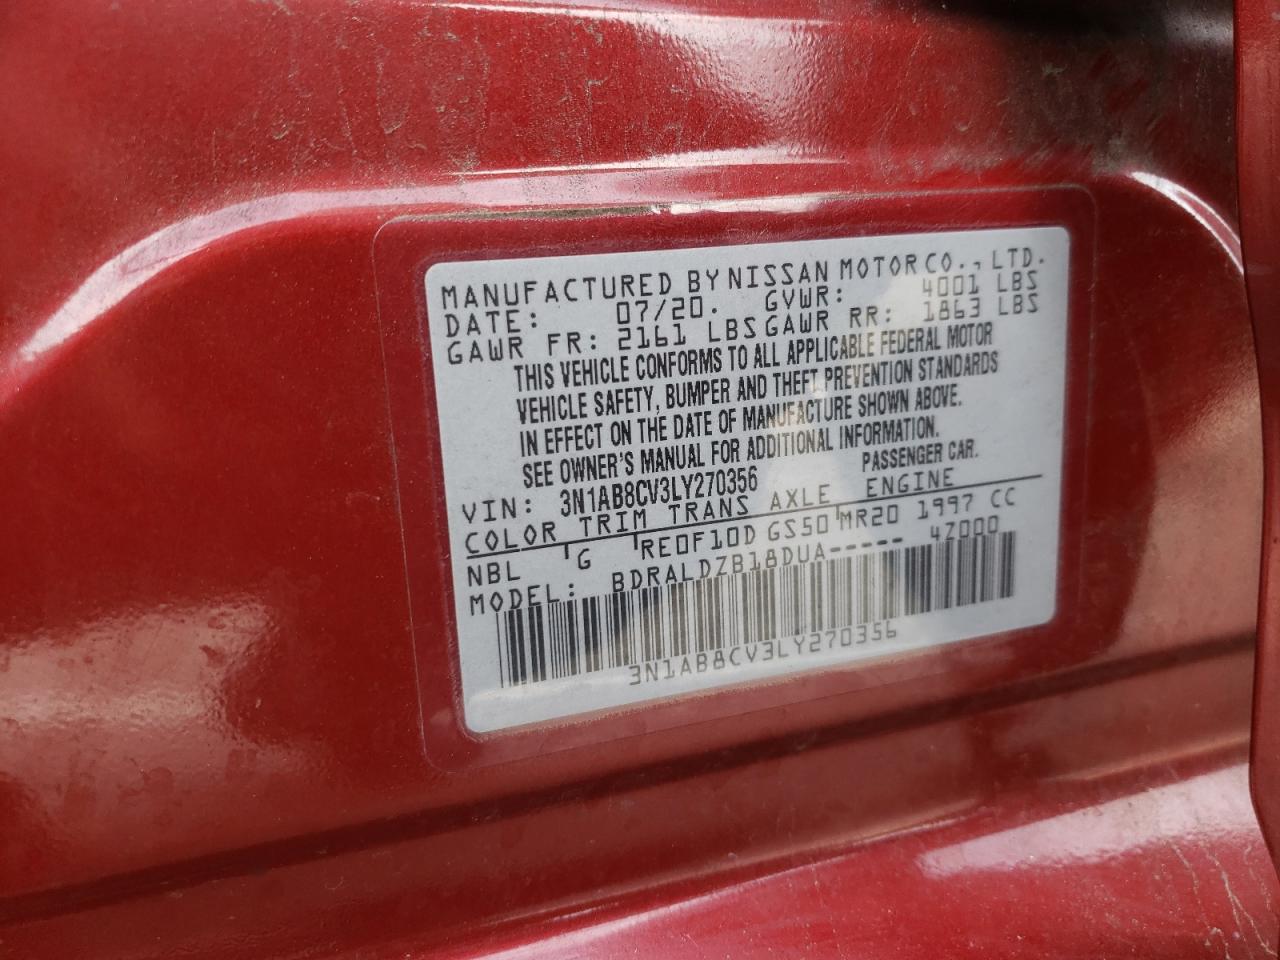 MANUFACTURED BY NISSAN MOTOR CO., LTD.
DATE: 07/20. GVWR: 4001 LBS
GAWR FR: 2161 LBS GAWR RR: 1863 LBS
THIS VEHICLE CONFORMS TO ALL APPLICABLE FEDERAL MOTOR
VEHICLE SAFETY, BUMPER AND THEFT PREVENTION STANDARDS
IN EFFECT ON THE DATE OF MANUFACTURE SHOWN ABOVE.
SEE OWNER'S MANUAL FOR ADDITIONAL INFORMATION.
VIN: 3N1AB8CV3LY270356 PASSENGER CAR.
COLOR TRIM TRANS AXLE ENGINE
NBL G RE0F10D GS50 MR20 1997 CC
MODEL: BDRALDZB18DUA----- 4Z000
3N1AB8CV3LY270356